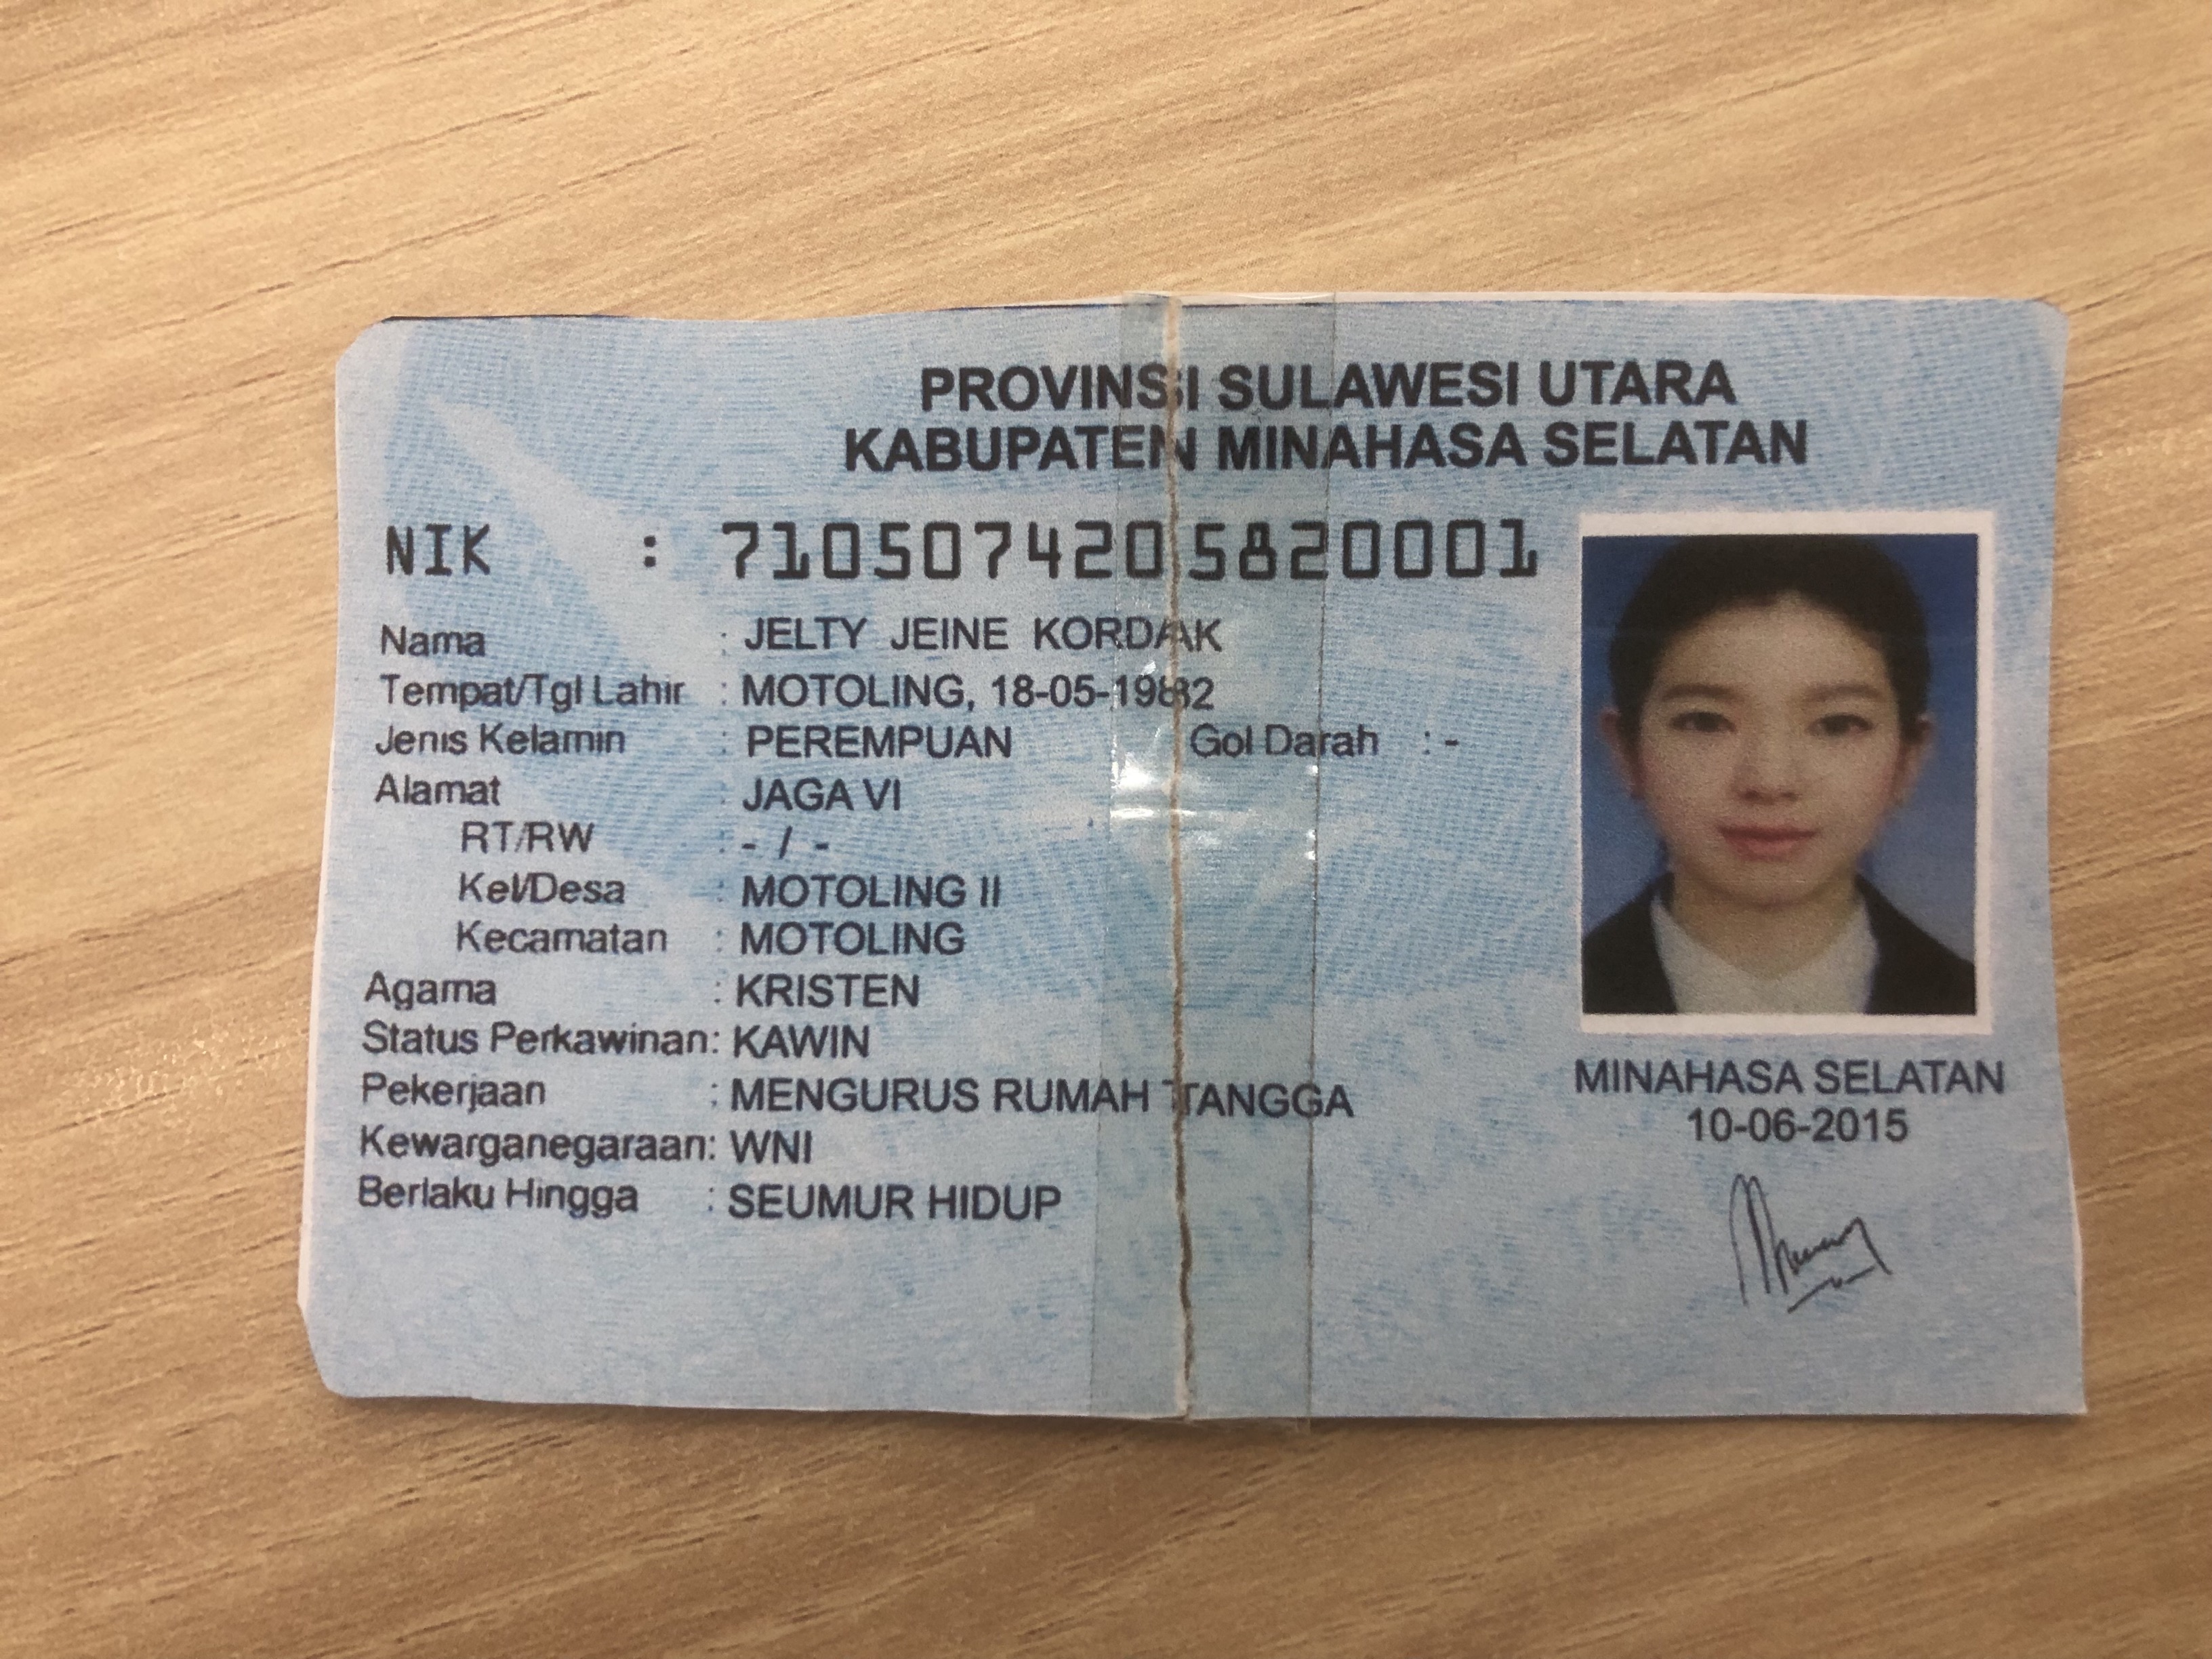 PROVINSI SULAWESI UTARA
KABUPATEN MINAHASA SELATAN
NIK : 7105074205820001
Nama : JELTY JEINE KORDAK
Tempat/Tgl Lahir : MOTOLING, 18-05-1982
Jenis Kelamin : PEREMPUAN Gol Darah : -
Alamat : JAGA VI
RT/RW : - / -
Kel/Desa : MOTOLING II
Kecamatan : MOTOLING
Agama : KRISTEN
Status Perkawinan: KAWIN
Pekerjaan : MENGURUS RUMAH TANGGA
Kewarganegaraan: WNI
Berlaku Hingga : SEUMUR HIDUP
MINAHASA SELATAN
10-06-2015